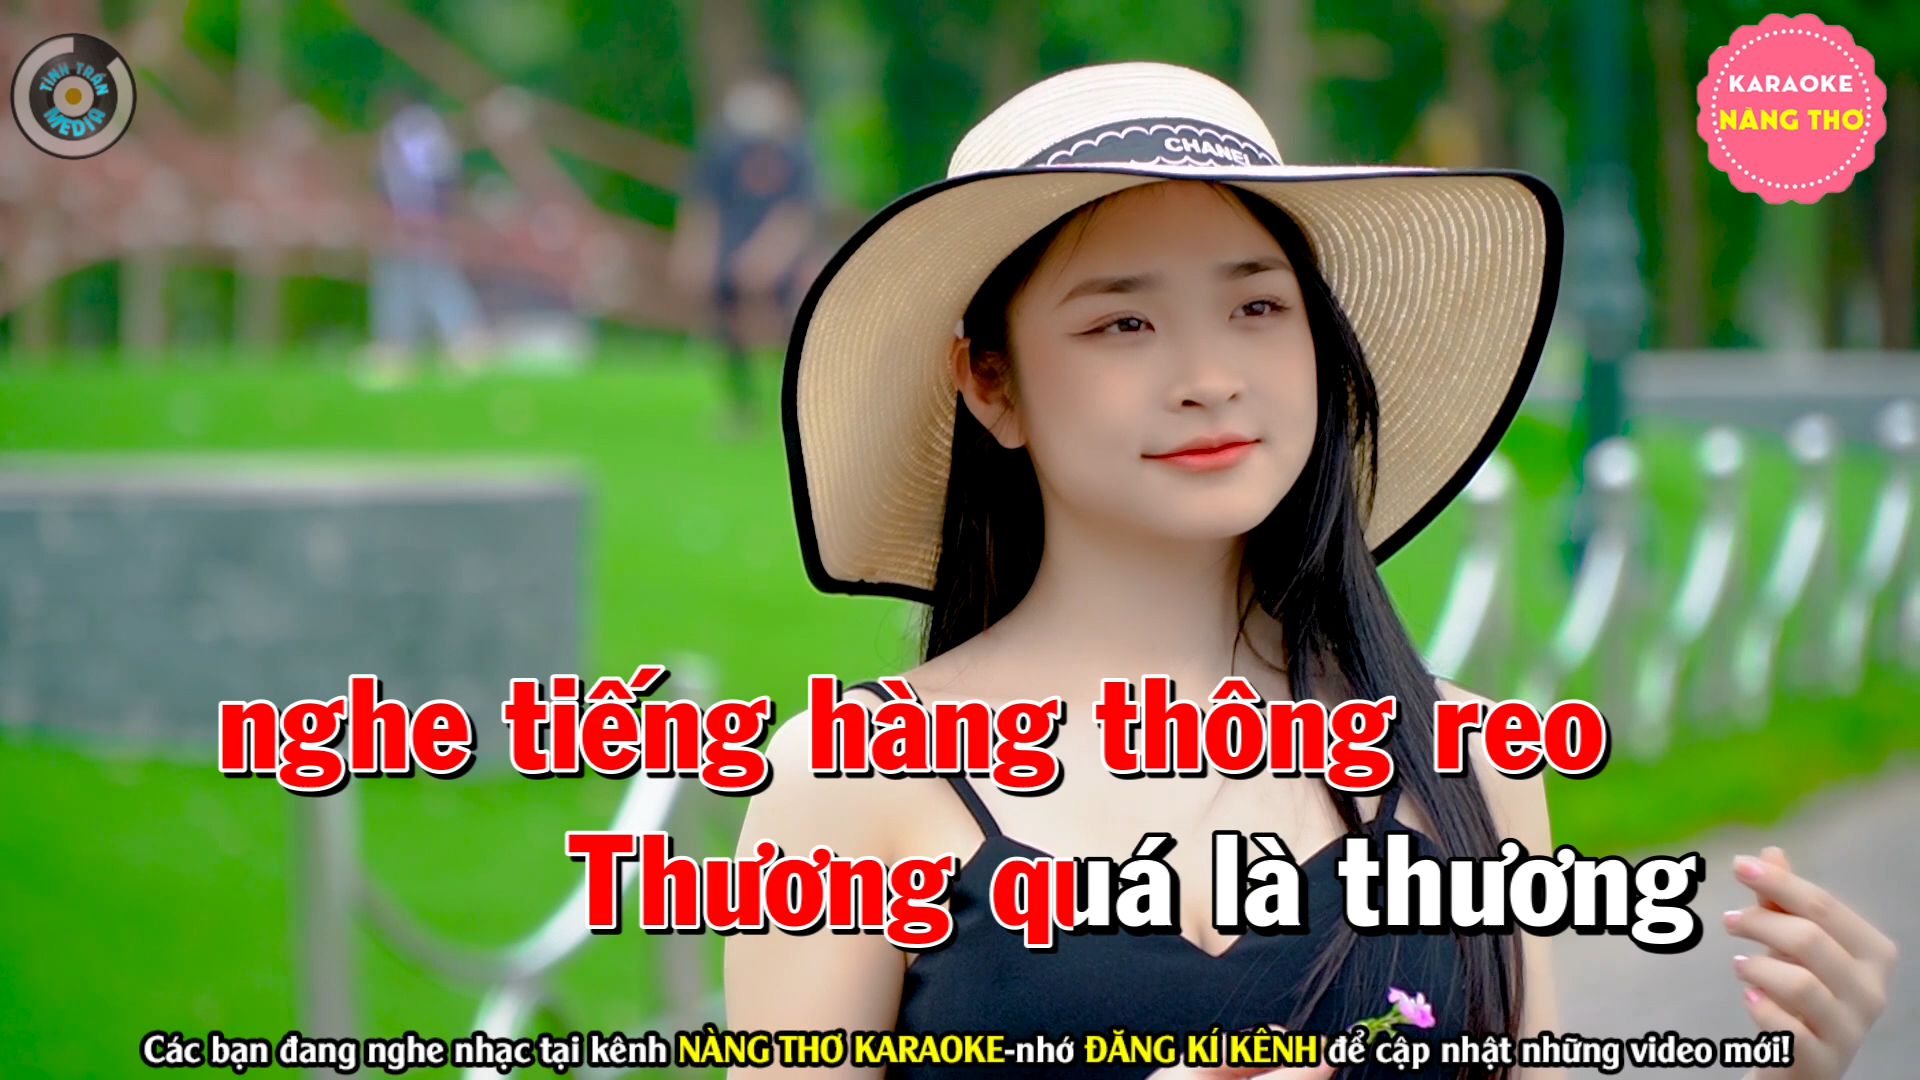 TÌNH TRẦN
MEDIA
KARAOKE
NÀNG THƠ
CHANEL
nghe tiếng hàng thông reo
Thương quá là thương
Các bạn đang nghe nhạc tại kênh NÀNG THƠ KARAOKE-nhớ ĐĂNG KÍ KÊNH để cập nhật những video mới!